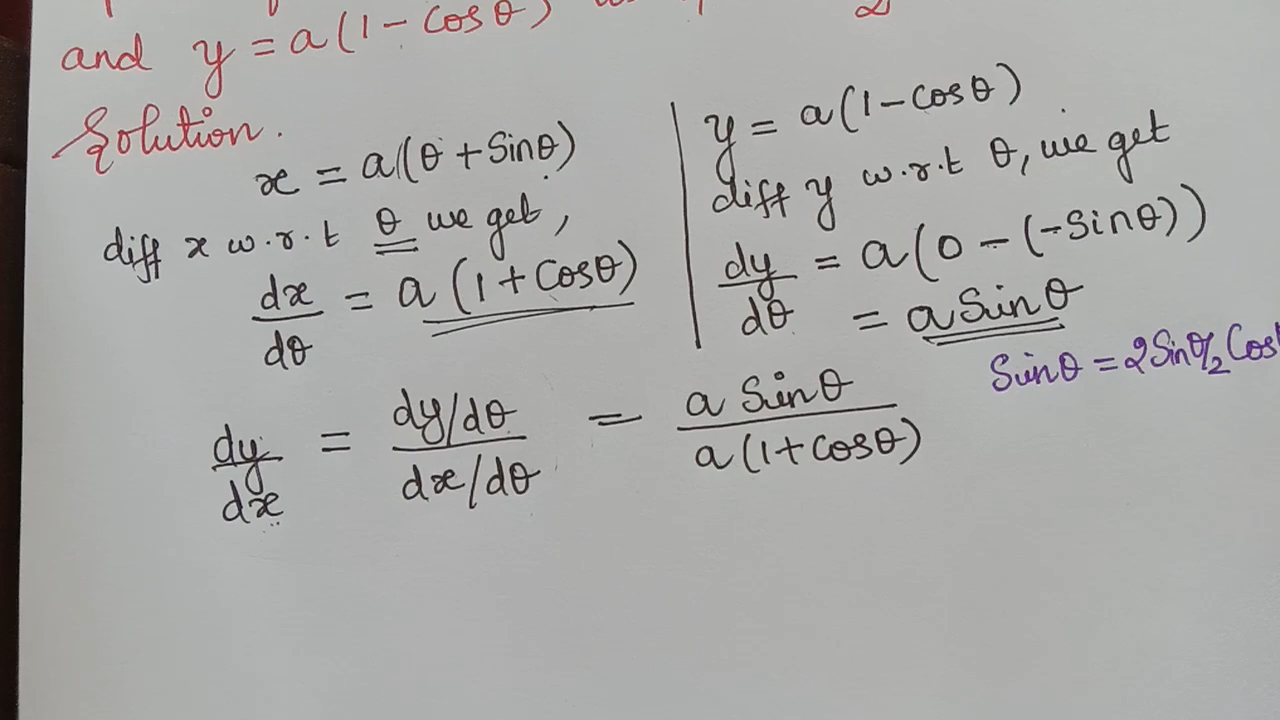 and y = a(1 - Cosθ)
Solution.
x = a(θ + Sinθ)
diff x w.r.t θ we get,
dx/dθ = a (1 + Cosθ)
y = a(1 - Cosθ)
diff y w.r.t θ, we get
dy/dθ = a(0 - (-Sinθ))
= a Sinθ
Sinθ = 2Sinθ/2 Cos
dy/dx = dy/dθ / dx/dθ = a Sinθ / a(1+Cosθ)